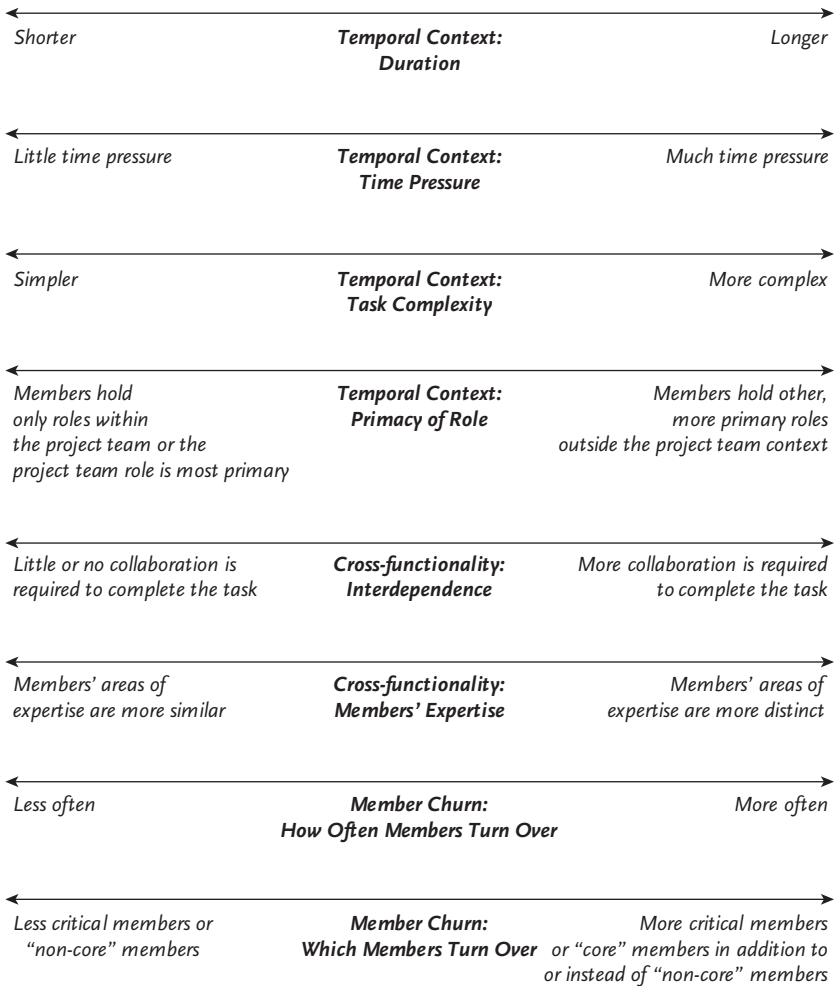 Shorter
Temporal Context:
Duration
Longer
Little time pressure
Temporal Context:
Time Pressure
Much time pressure
Simpler
Temporal Context:
Task Complexity
More complex
Members hold
only roles within
the project team or the
project team role is most primary
Temporal Context:
Primacy of Role
Members hold other,
more primary roles
outside the project team context
Little or no collaboration is
required to complete the task
Cross-functionality:
Interdependence
More collaboration is required
to complete the task
Members’ areas of
expertise are more similar
Cross-functionality:
Members’ Expertise
Members’ areas of
expertise are more distinct
Less often
Member Churn:
How Often Members Turn Over
More often
Less critical members or
“non-core” members
Member Churn:
Which Members Turn Over
More critical members
or “core” members in addition to
or instead of “non-core” members